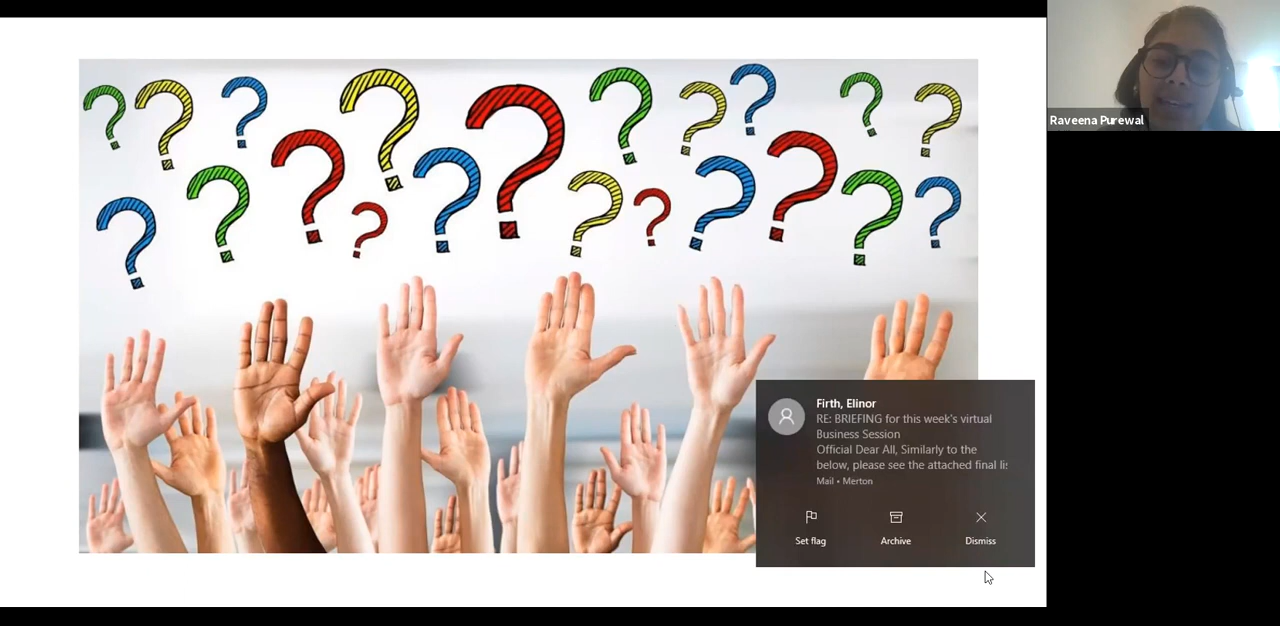 Raveena Purewal
Firth, Elinor
RE: BRIEFING for this week's virtual
Business Session
Official Dear All, Similarly to the
below, please see the attached final
Mail • Merton
Set flag
Archive
Dismiss